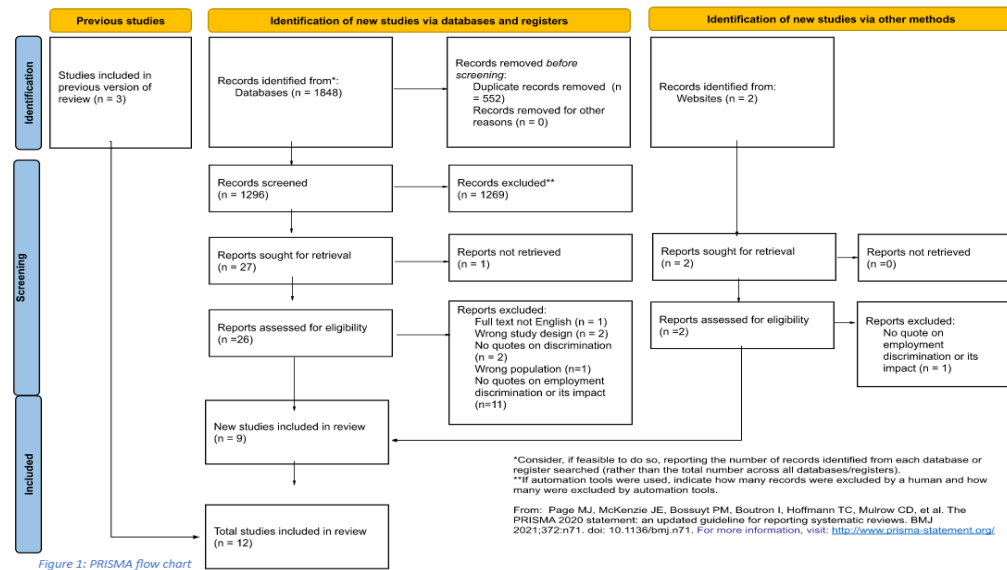 Previous studies
Identification of new studies via databases and registers
Identification of new studies via other methods
Identification
Studies included in
previous version of
review (n = 3)
Records identified from*:
Databases (n = 1848)
Records removed before
screening:
Duplicate records removed (n
= 552)
Records removed for other
reasons (n = 0)
Records identified from:
Websites (n = 2)
Screening
Records screened
(n = 1296)
Records excluded**
(n = 1269)
Reports sought for retrieval
(n = 27)
Reports not retrieved
(n = 1)
Reports sought for retrieval
(n = 2)
Reports not retrieved
(n =0)
Reports assessed for eligibility
(n =26)
Reports excluded:
Full text not English (n = 1)
Wrong study design (n = 2)
No quotes on discrimination
(n = 2)
Wrong population (n=1)
No quotes on employment
discrimination or its impact
(n=11)
Reports assessed for eligibility
(n =2)
Reports excluded:
No quote on
employment
discrimination or its
impact (n = 1)
Included
New studies included in review
(n = 9)
Total studies included in review
(n = 12)
*Consider, if feasible to do so, reporting the number of records identified from each database or
register searched (rather than the total number across all databases/registers).
**If automation tools were used, indicate how many records were excluded by a human and how
many were excluded by automation tools.
From: Page MJ, McKenzie JE, Bossuyt PM, Boutron I, Hoffmann TC, Mulrow CD, et al. The
PRISMA 2020 statement: an updated guideline for reporting systematic reviews. BMJ
2021;372:n71. doi: 10.1136/bmj.n71. For more information, visit: http://www.prisma-statement.org/
Figure 1: PRISMA flow chart